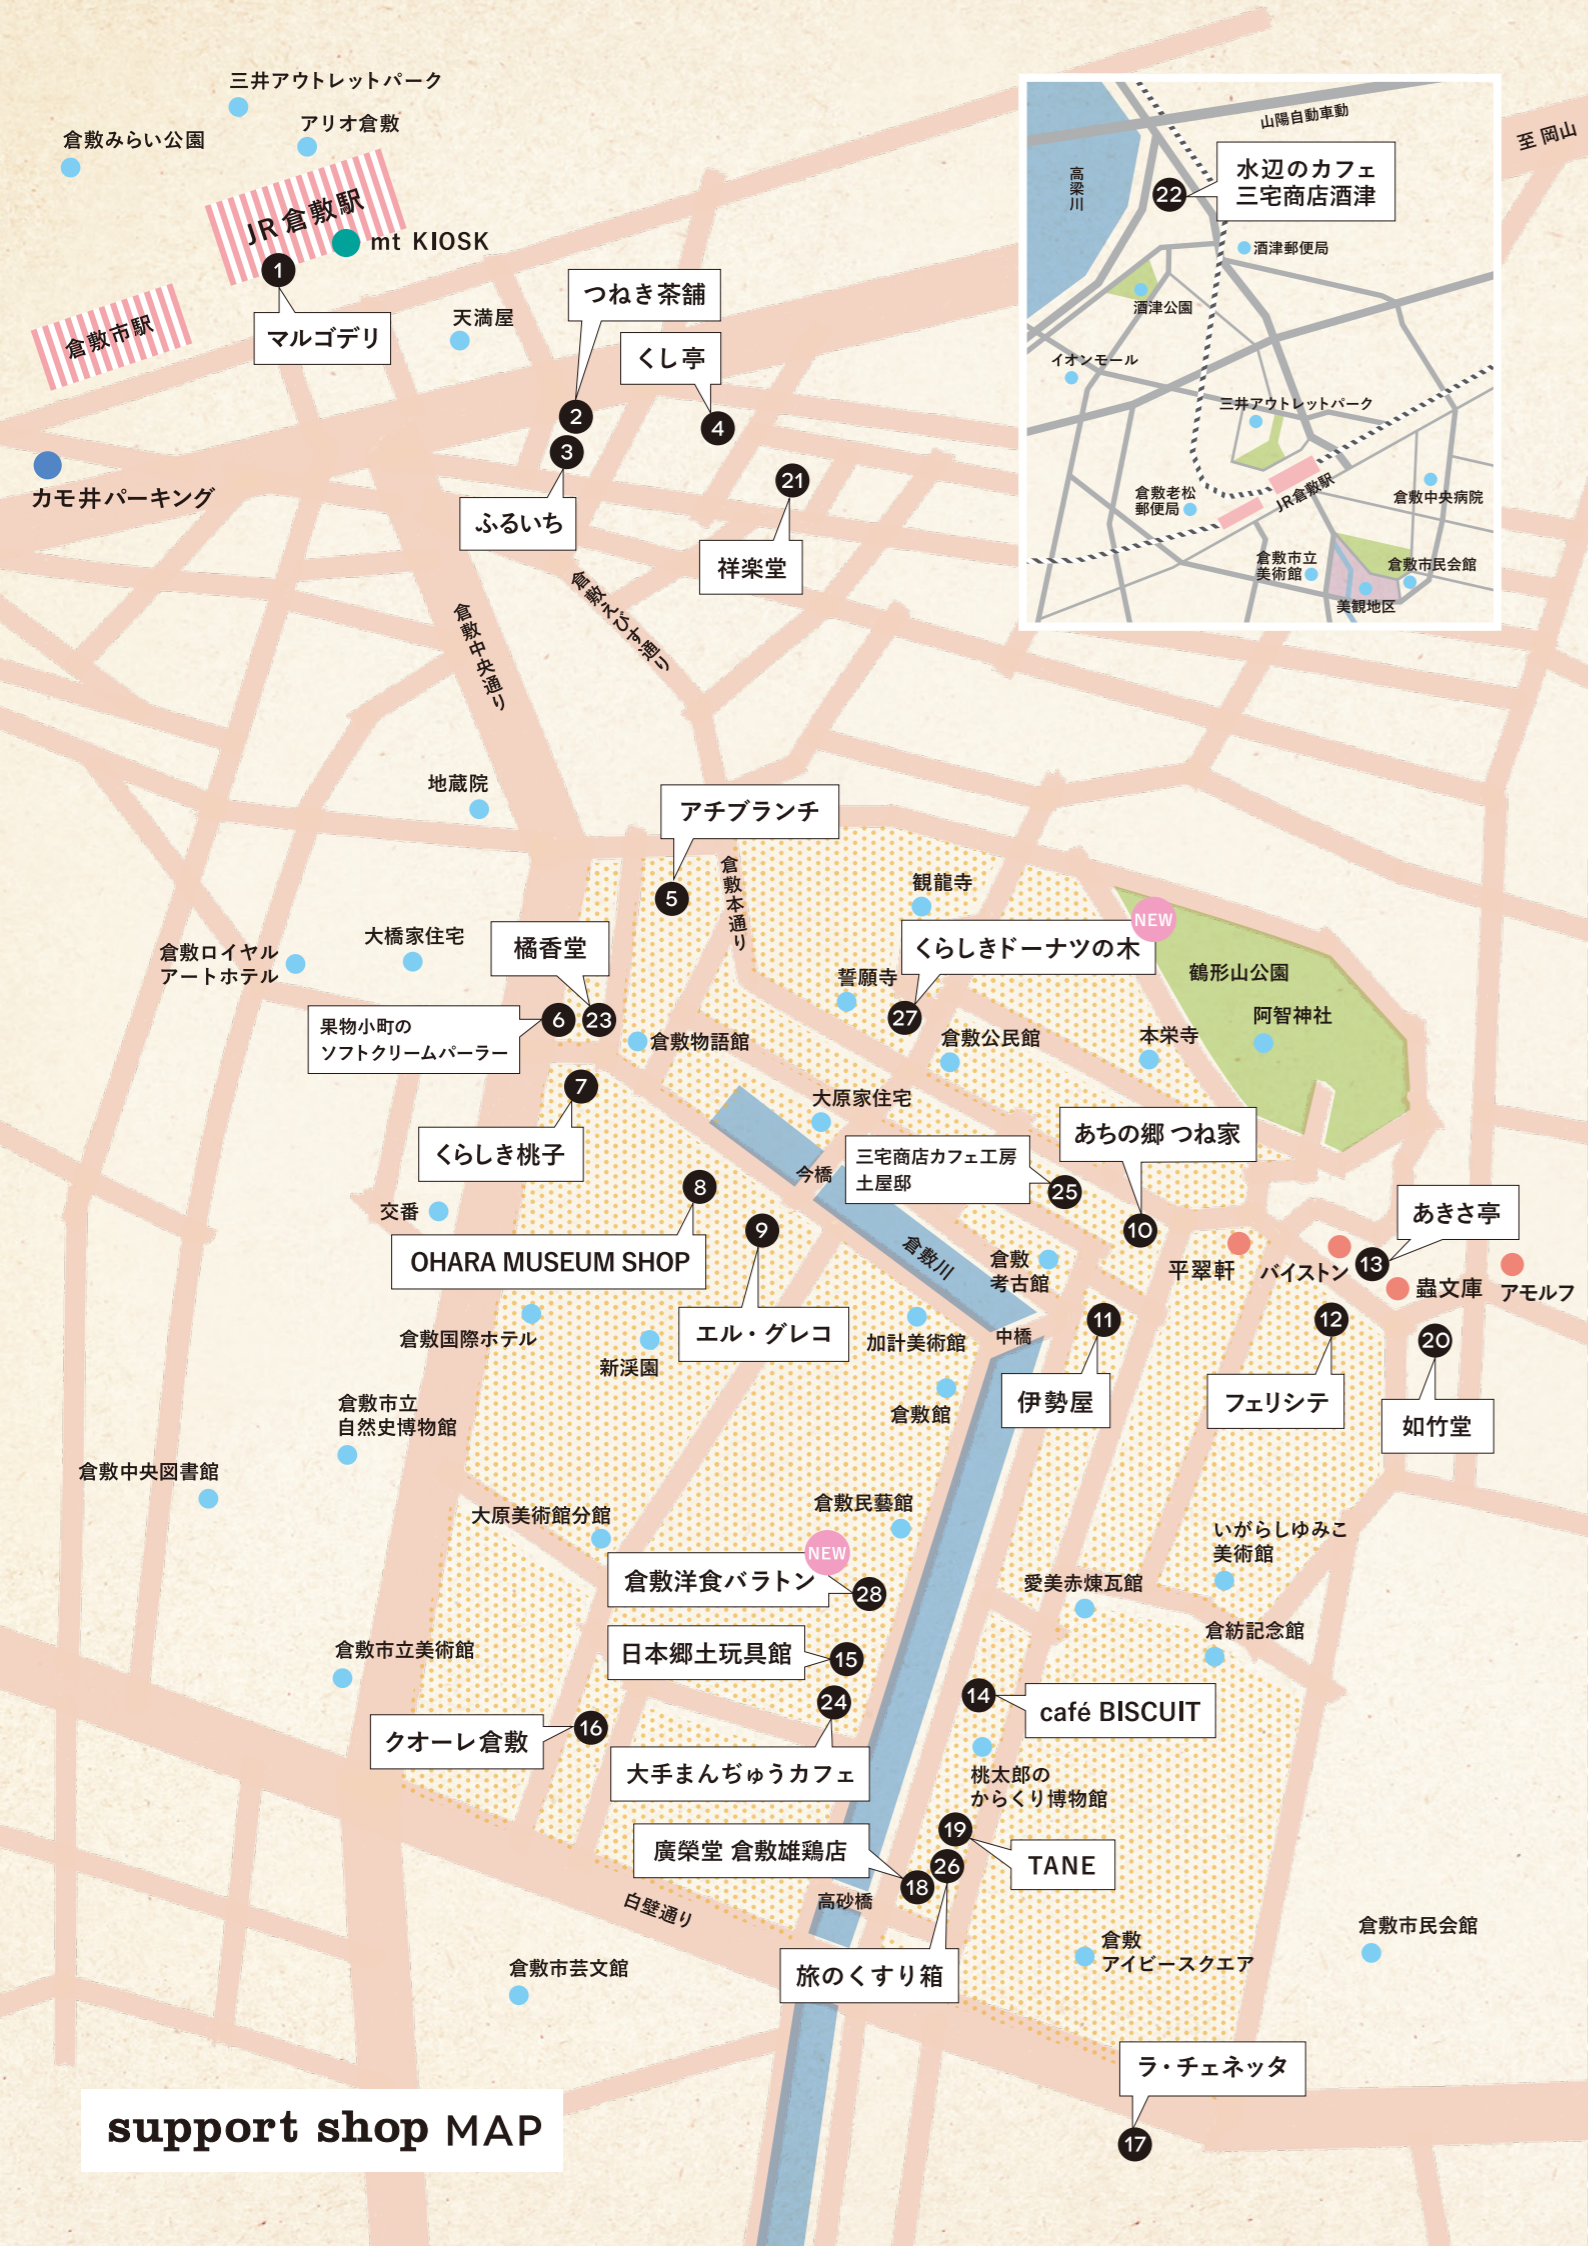 三井アウトレットパーク
アリオ倉敷
倉敷みらい公園
JR倉敷駅
mt KIOSK
1
マルゴデリ
倉敷市駅
天満屋
つねき茶舗
くし亭
2
3
4
ふるいち
21
祥楽堂
カモ井パーキング
倉敷えびす通り
倉敷中央通り
至 岡山
山陽自動車動
高梁川
22
水辺のカフェ
三宅商店酒津
酒津郵便局
酒津公園
イオンモール
三井アウトレットパーク
JR倉敷駅
倉敷老松
郵便局
倉敷中央病院
倉敷市立
美術館
倉敷市民会館
美観地区
地蔵院
アチブランチ
5
倉敷本通り
観龍寺
NEW
くらしきドーナツの木
27
誓願寺
鶴形山公園
阿智神社
本栄寺
倉敷公民館
倉敷ロイヤル
アートホテル
大橋家住宅
橘香堂
果物小町の
ソフトクリームパーラー
6
23
倉敷物語館
7
くらしき桃子
大原家住宅
今橋
三宅商店カフェ工房
土屋邸
25
あちの郷 つね家
10
交番
8
OHARA MUSEUM SHOP
9
エル・グレコ
倉敷川
倉敷
考古館
平翠軒
バイストン
あきさ亭
13
蟲文庫
アモルフ
倉敷国際ホテル
新渓園
加計美術館
中橋
11
伊勢屋
12
フェリシテ
20
如竹堂
倉敷館
倉敷市立
自然史博物館
倉敷中央図書館
大原美術館分館
倉敷民藝館
NEW
倉敷洋食バラトン
28
いがらしゆみこ
美術館
愛美赤煉瓦館
倉紡記念館
倉敷市立美術館
日本郷土玩具館
15
24
大手まんぢゅうカフェ
クオーレ倉敷
16
14
café BISCUIT
桃太郎の
からくり博物館
19
TANE
廣榮堂 倉敷雄鶏店
18
26
高砂橋
旅のくすり箱
白壁通り
倉敷市芸文館
倉敷
アイビースクエア
倉敷市民会館
ラ・チェネッタ
17
support shop MAP